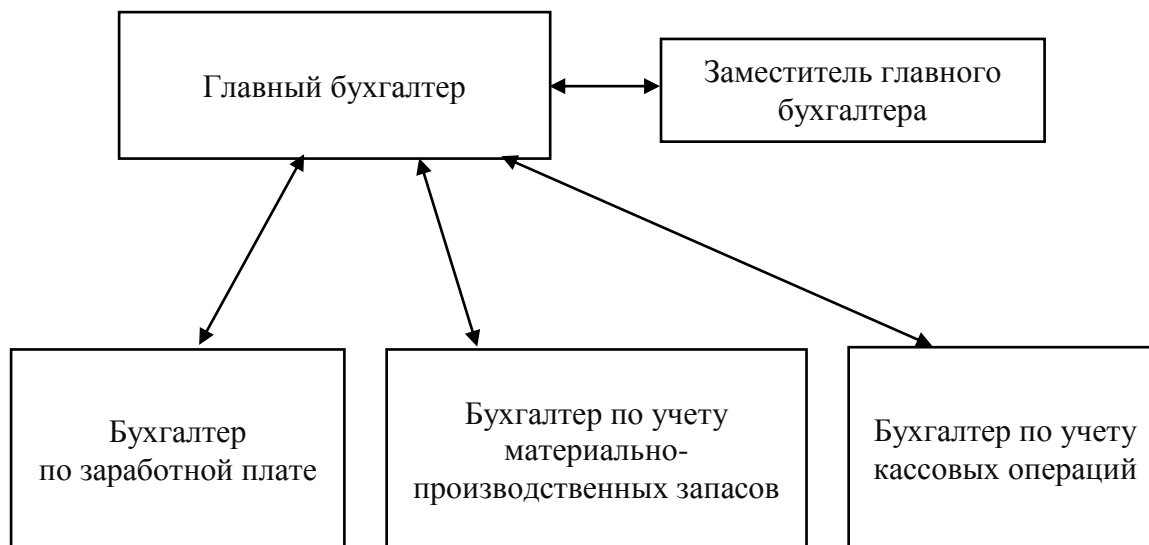 Главный бухгалтер
Заместитель главного
бухгалтера
Бухгалтер
по заработной плате
Бухгалтер по учету
материально-
производственных запасов
Бухгалтер по учету
кассовых операций